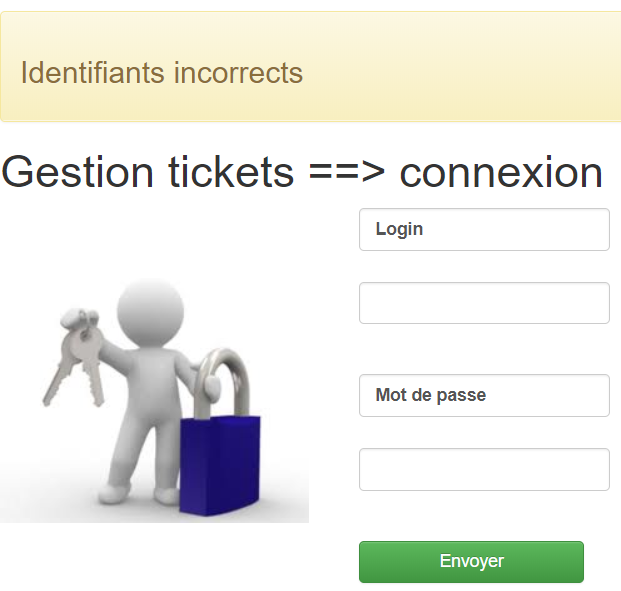 Identifiants incorrects
Gestion tickets ==> connexion
Login
Mot de passe
Envoyer